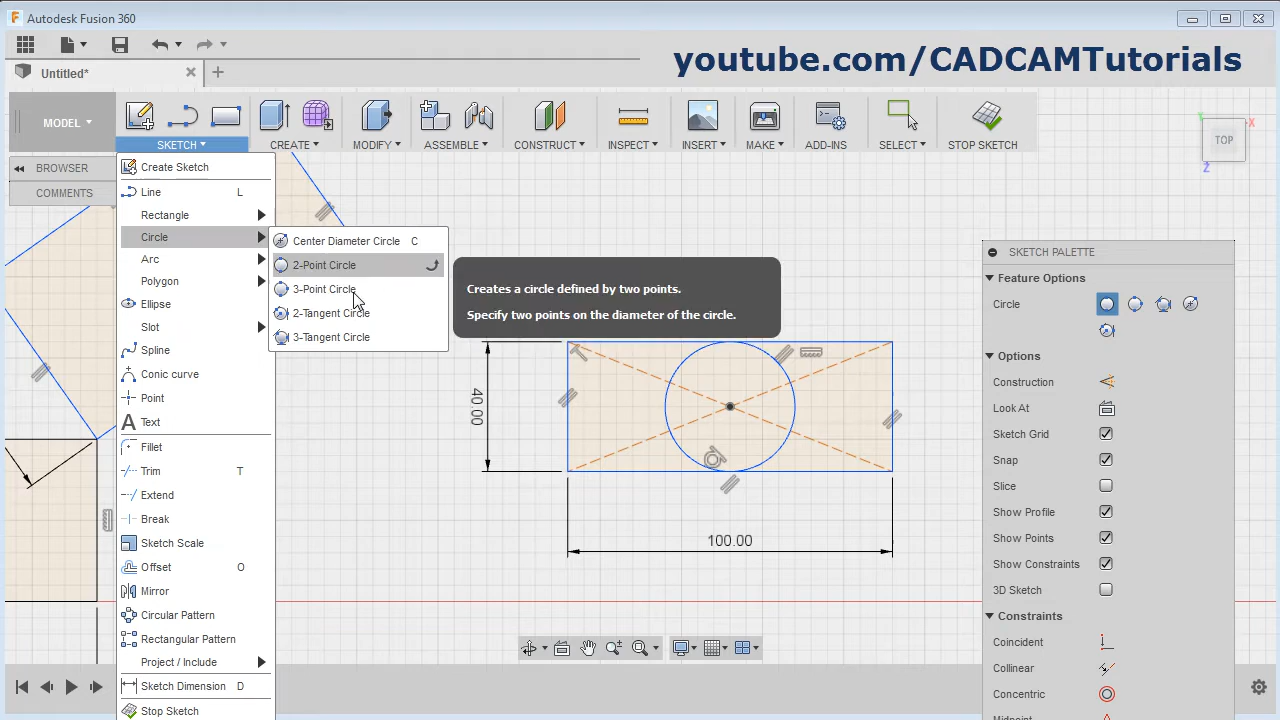 Autodesk Fusion 360
youtube.com/CADCAMTutorials
Untitled*
MODEL
SKETCH
CREATE
MODIFY
ASSEMBLE
CONSTRUCT
INSPECT
INSERT
MAKE
ADD-INS
SELECT
STOP SKETCH
BROWSER
COMMENTS
Create Sketch
Line L
Rectangle
Circle
Arc
Polygon
Ellipse
Slot
Spline
Conic curve
Point
Text
Fillet
Trim T
Extend
Break
Sketch Scale
Offset O
Mirror
Circular Pattern
Rectangular Pattern
Project / Include
Sketch Dimension D
Stop Sketch
Center Diameter Circle C
2-Point Circle
3-Point Circle
2-Tangent Circle
3-Tangent Circle
Creates a circle defined by two points.
Specify two points on the diameter of the circle.
40.00
100.00
TOP
X
Y
Z
SKETCH PALETTE
Feature Options
Circle
Options
Construction
Look At
Sketch Grid
Snap
Slice
Show Profile
Show Points
Show Constraints
3D Sketch
Constraints
Coincident
Collinear
Concentric